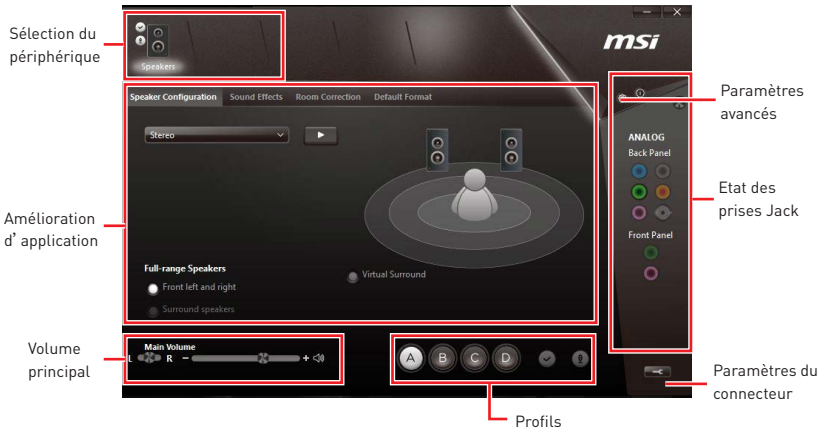 Sélection du
périphérique
Speakers
msi
Speaker Configuration Sound Effects Room Correction Default Format
Stereo
Paramètres
avancés
ANALOG
Back Panel
Etat des
prises Jack
Front Panel
Amélioration
d’application
Full-range Speakers
Front left and right
Surround speakers
Virtual Surround
Volume
principal
Main Volume
L R − +
A B C D
Paramètres du
connecteur
Profils